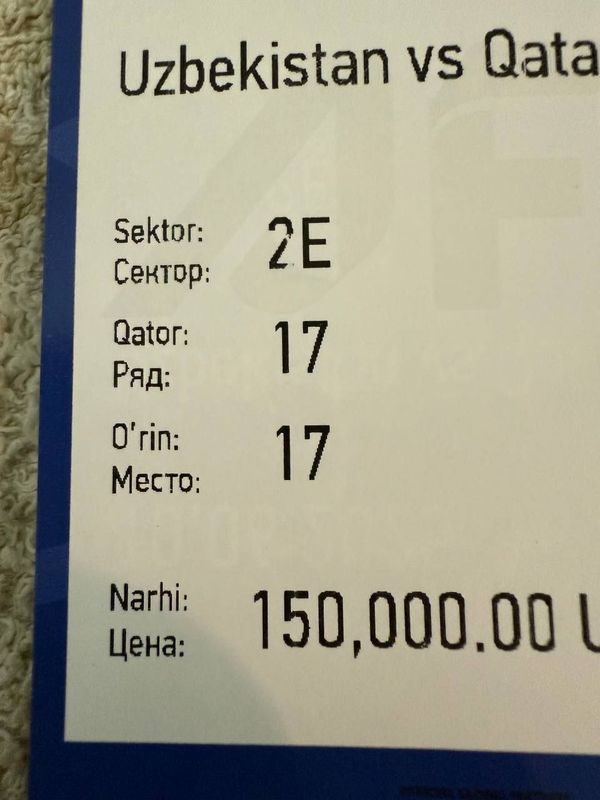 Uzbekistan vs Qata
Sektor: 2E
Сектор:
Qator: 17
Ряд:
O'rin: 17
Место:
Narhi: 150,000.00 U
Цена: